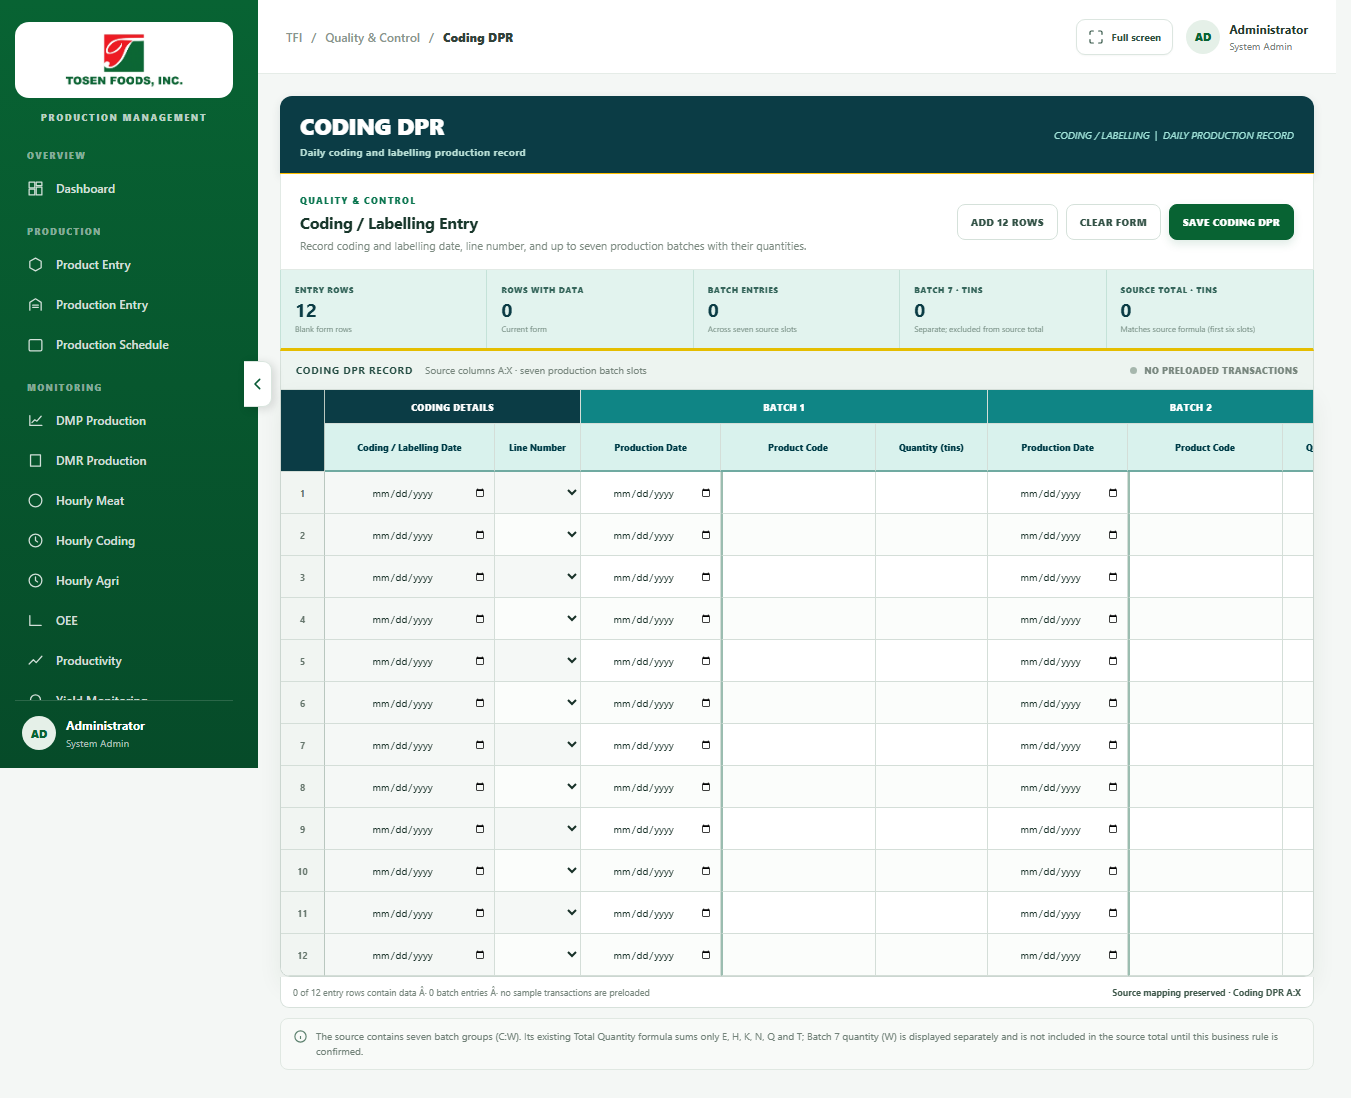 TOSEN FOODS, INC.
PRODUCTION MANAGEMENT
OVERVIEW
Dashboard
PRODUCTION
Product Entry
Production Entry
Production Schedule
MONITORING
DMP Production
DMR Production
Hourly Meat
Hourly Coding
Hourly Agri
OEE
Productivity
Yield Monitoring
AD
Administrator
System Admin
TFI / Quality & Control / Coding DPR
Full screen
AD
Administrator
System Admin
CODING DPR
Daily coding and labelling production record
CODING / LABELLING | DAILY PRODUCTION RECORD
QUALITY & CONTROL
Coding / Labelling Entry
Record coding and labelling date, line number, and up to seven production batches with their quantities.
ADD 12 ROWS
CLEAR FORM
SAVE CODING DPR
ENTRY ROWS
12
Blank form rows
ROWS WITH DATA
0
Current form
BATCH ENTRIES
0
Across seven source slots
BATCH 7 · TINS
0
Separate; excluded from source total
SOURCE TOTAL · TINS
0
Matches source formula (first six slots)
CODING DPR RECORD Source columns A:X · seven production batch slots
NO PRELOADED TRANSACTIONS
CODING DETAILS BATCH 1 BATCH 2
Coding / Labelling Date Line Number Production Date Product Code Quantity (tins) Production Date Product Code Q
1 mm/dd/yyyy mm/dd/yyyy mm/dd/yyyy
2 mm/dd/yyyy mm/dd/yyyy mm/dd/yyyy
3 mm/dd/yyyy mm/dd/yyyy mm/dd/yyyy
4 mm/dd/yyyy mm/dd/yyyy mm/dd/yyyy
5 mm/dd/yyyy mm/dd/yyyy mm/dd/yyyy
6 mm/dd/yyyy mm/dd/yyyy mm/dd/yyyy
7 mm/dd/yyyy mm/dd/yyyy mm/dd/yyyy
8 mm/dd/yyyy mm/dd/yyyy mm/dd/yyyy
9 mm/dd/yyyy mm/dd/yyyy mm/dd/yyyy
10 mm/dd/yyyy mm/dd/yyyy mm/dd/yyyy
11 mm/dd/yyyy mm/dd/yyyy mm/dd/yyyy
12 mm/dd/yyyy mm/dd/yyyy mm/dd/yyyy
0 of 12 entry rows contain data Â· 0 batch entries Â· no sample transactions are preloaded
Source mapping preserved · Coding DPR A:X
The source contains seven batch groups (C:W). Its existing Total Quantity formula sums only E, H, K, N, Q and T; Batch 7 quantity (W) is displayed separately and is not included in the source total until this business rule is
confirmed.